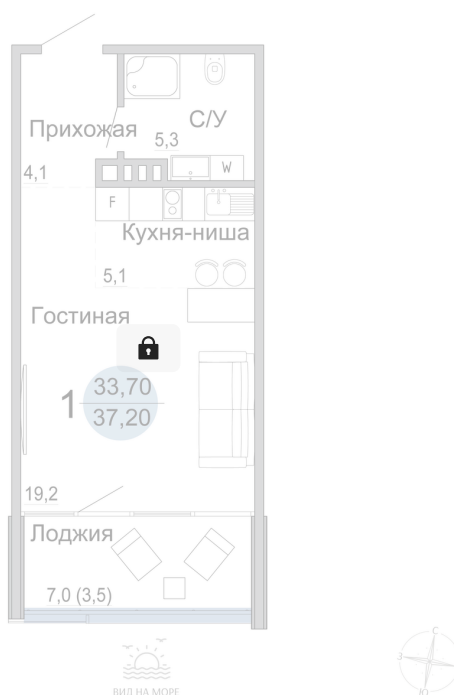 С/У
5,3
Прихожая
4,1
W
F
Кухня-ниша
5,1
Гостиная
1
33,70
37,20
19,2
Лоджия
7,0 (3,5)
ВИД НА МОРЕ
С
З
Ю